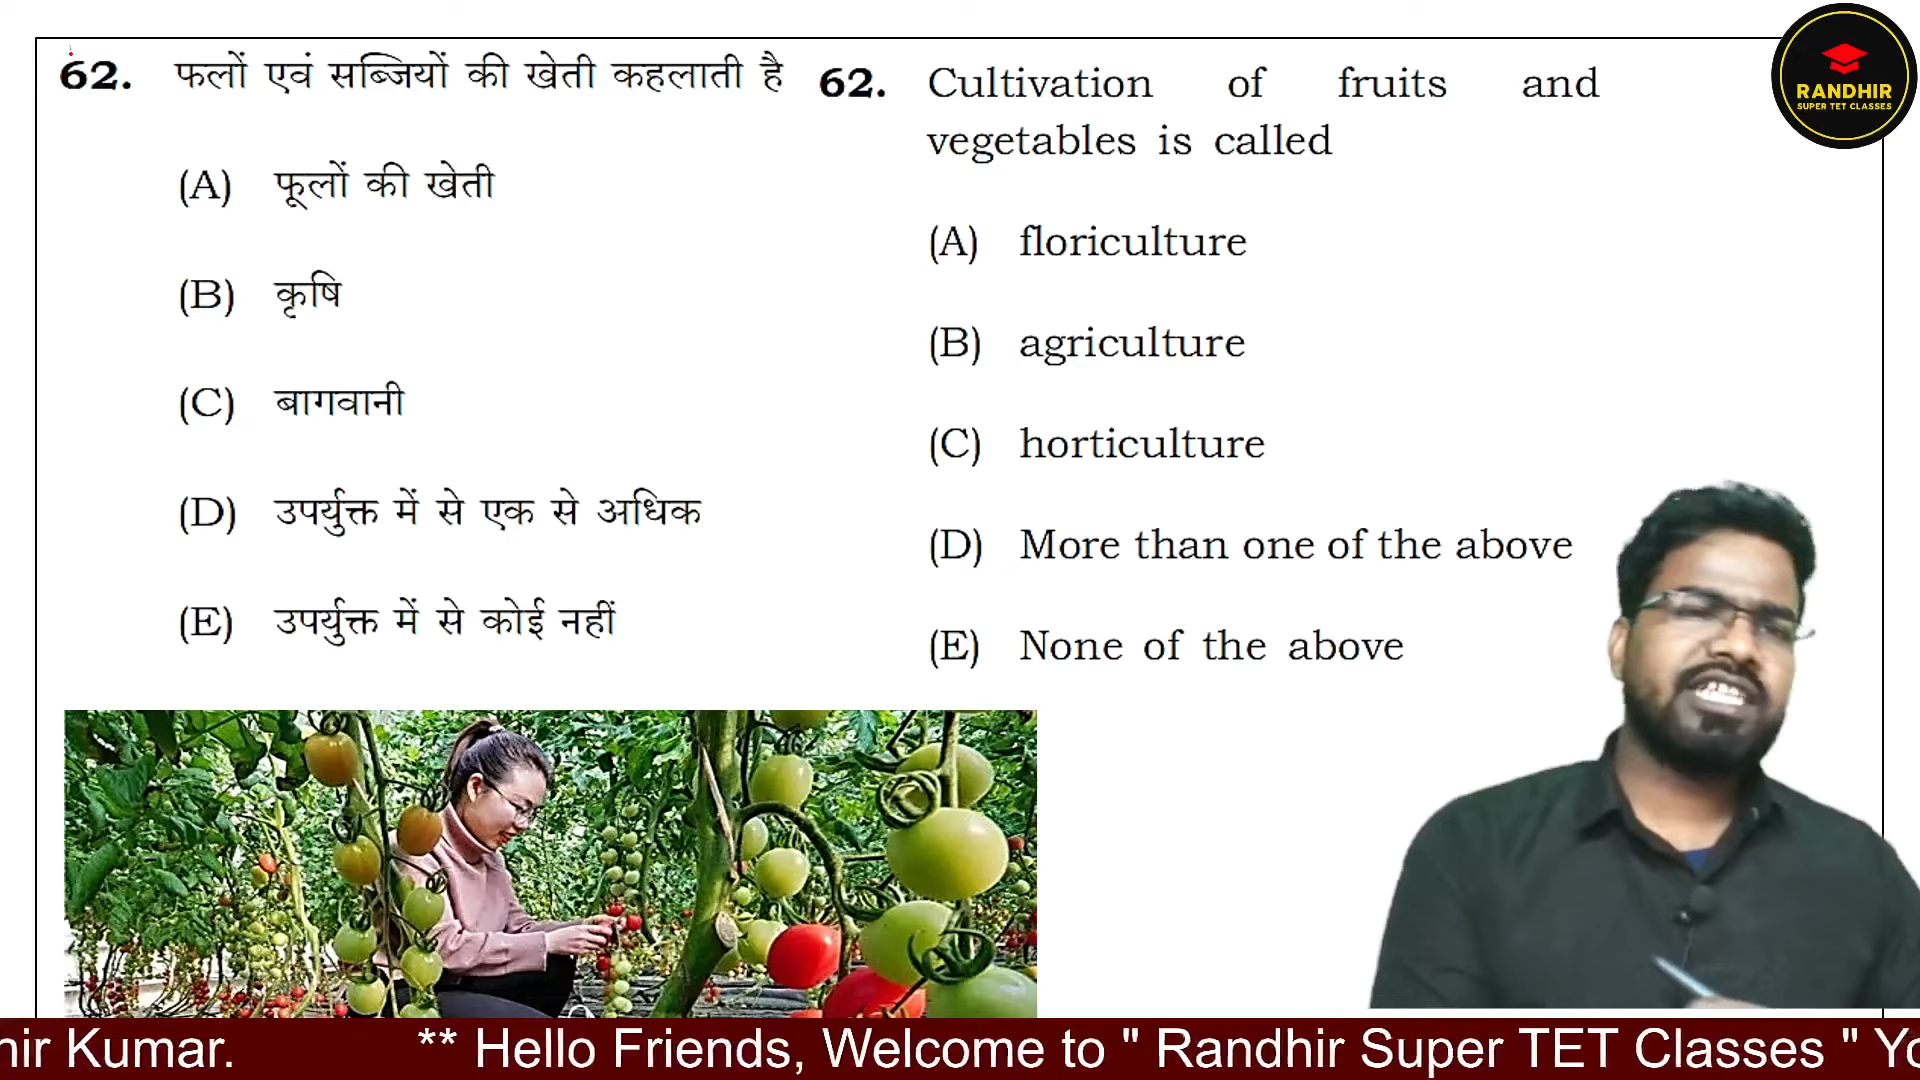 62. फलों एवं सब्जियों की खेती कहलाती है
(A) फूलों की खेती
(B) कृषि
(C) बागवानी
(D) उपर्युक्त में से एक से अधिक
(E) उपर्युक्त में से कोई नहीं
62. Cultivation of fruits and
vegetables is called
(A) floriculture
(B) agriculture
(C) horticulture
(D) More than one of the above
(E) None of the above
RANDHIR
SUPER TET CLASSES
hir Kumar. ** Hello Friends, Welcome to " Randhir Super TET Classes " Yo